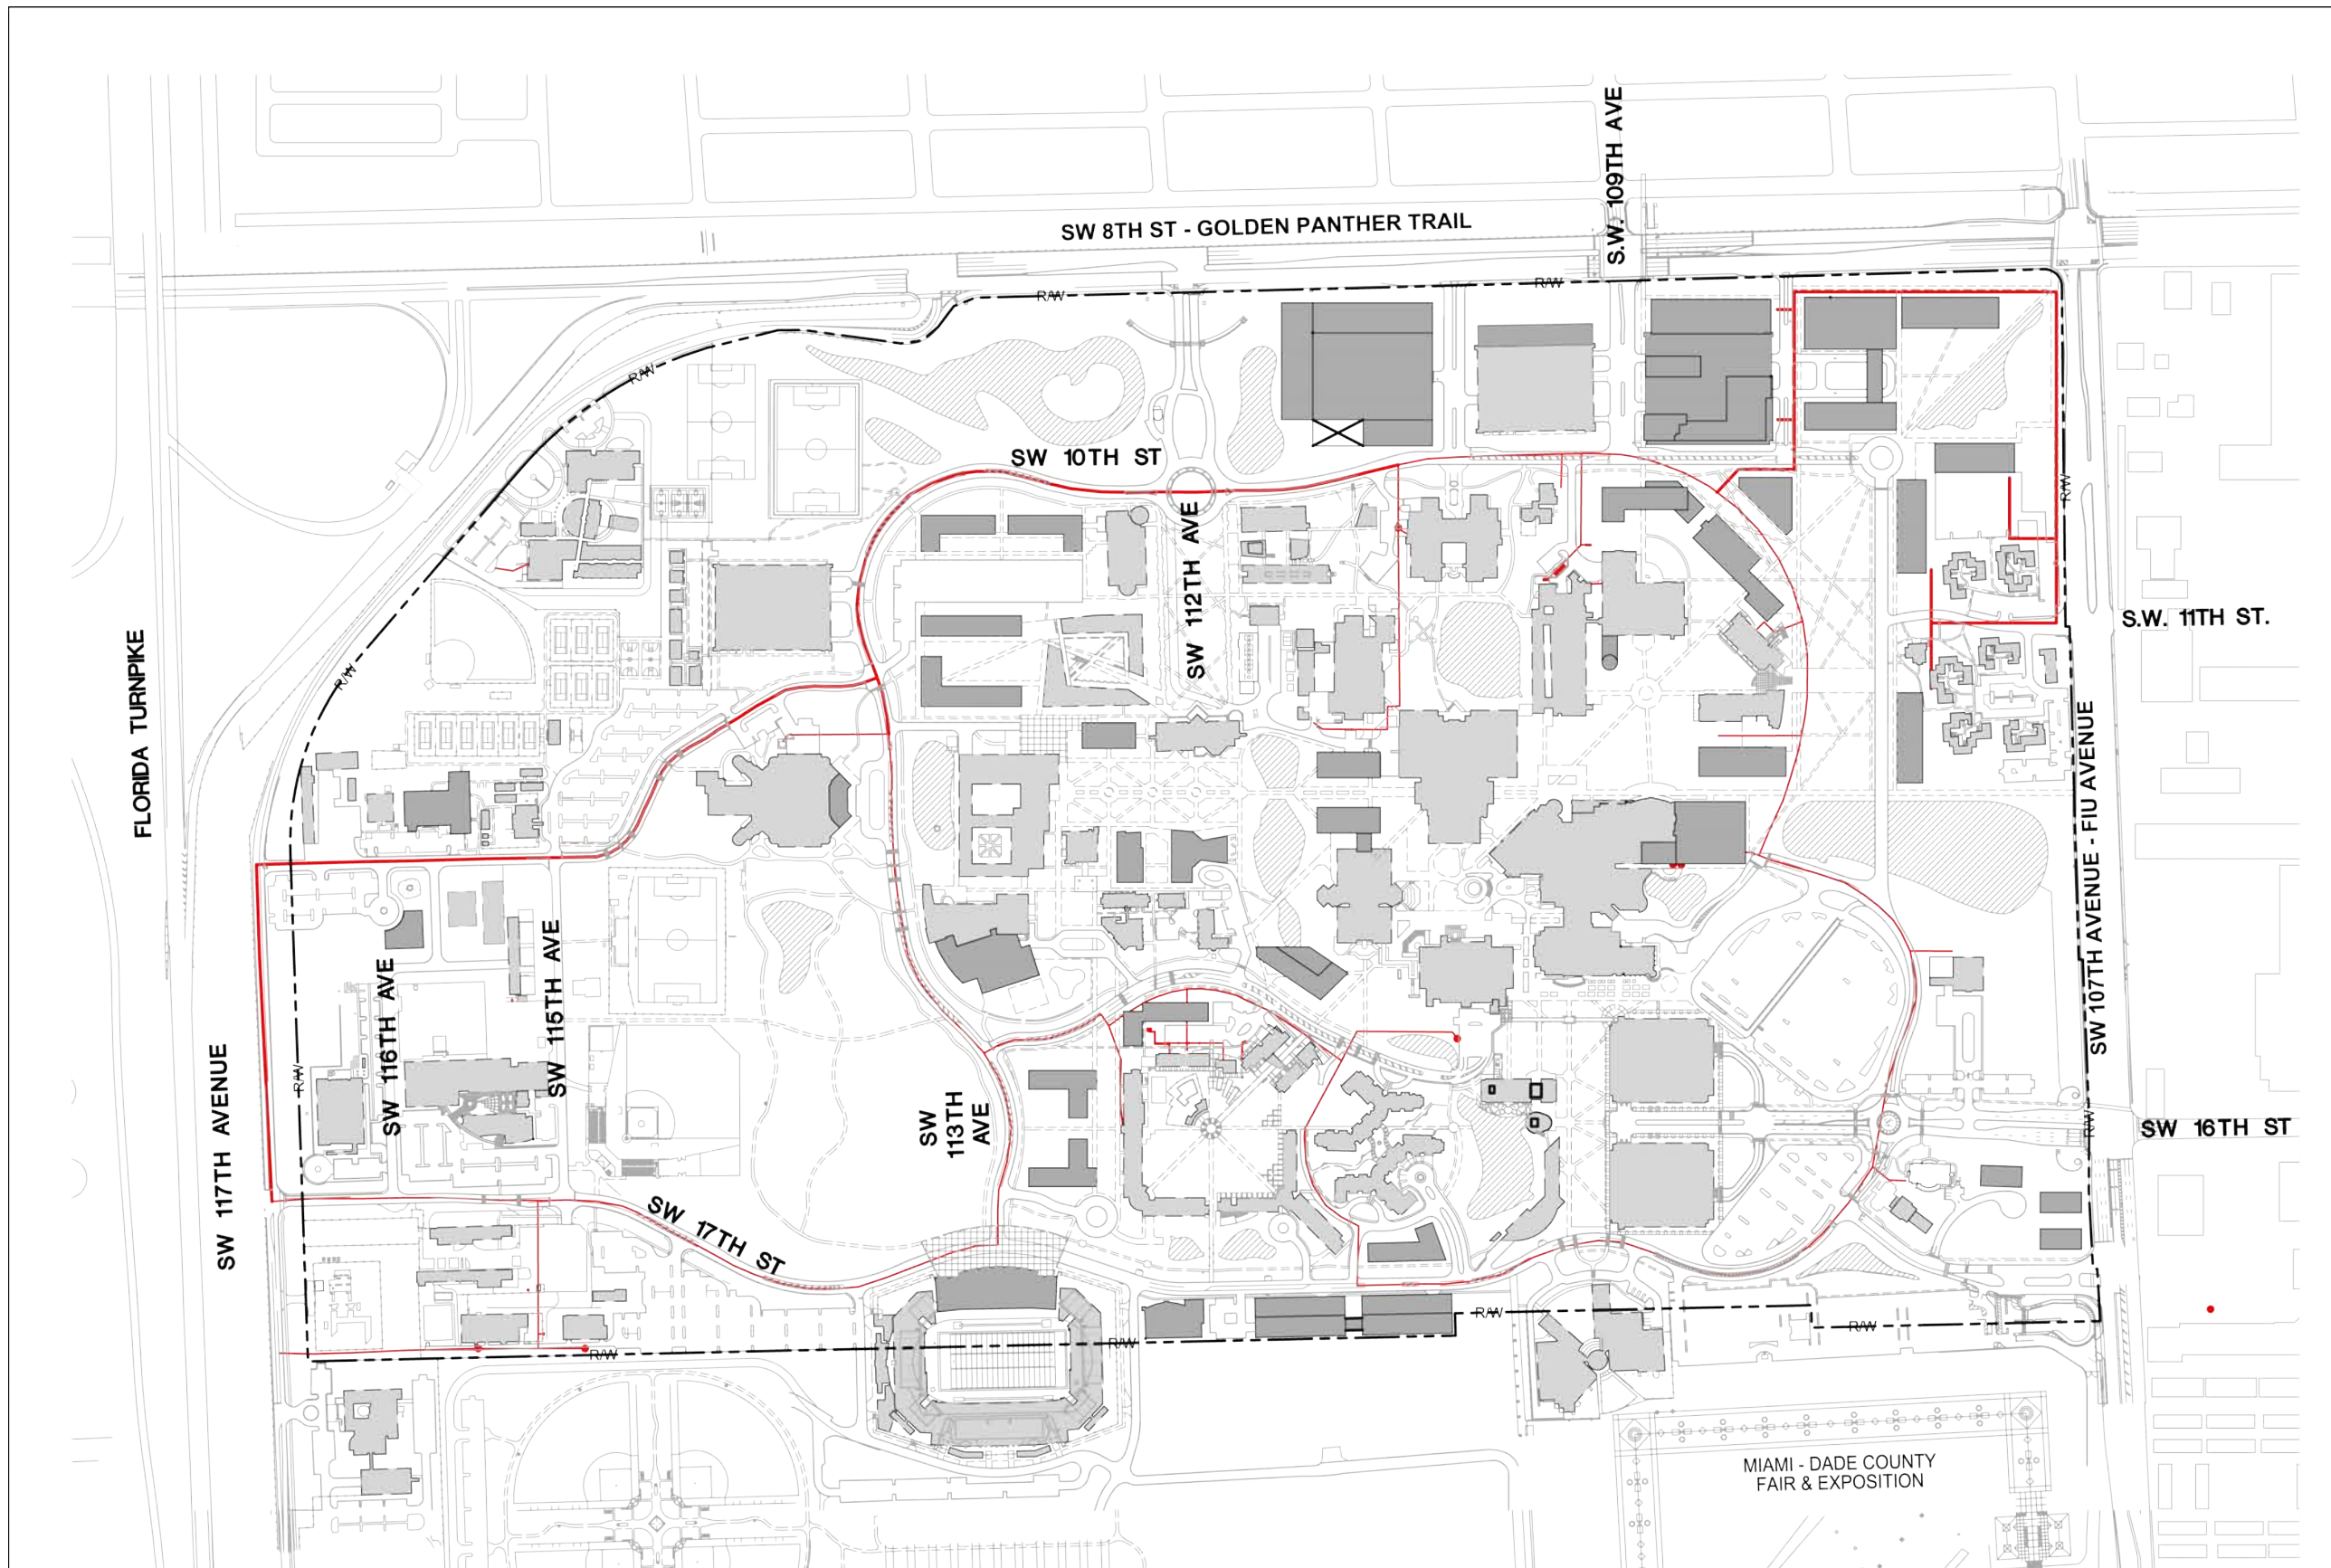 S.W. 109TH AVE
SW 8TH ST - GOLDEN PANTHER TRAIL
R/W
R/W
R/W
SW 10TH ST
R/W
SW 112TH AVE
S.W. 11TH ST.
FLORIDA TURNPIKE
R/W
SW 107TH AVENUE - FIU AVENUE
SW 116TH AVE
SW 115TH AVE
SW 117TH AVENUE
R/W
SW
113TH
AVE
R/W
SW 16TH ST
SW 17TH ST
R/W
R/W
R/W
R/W
MIAMI - DADE COUNTY
FAIR & EXPOSITION